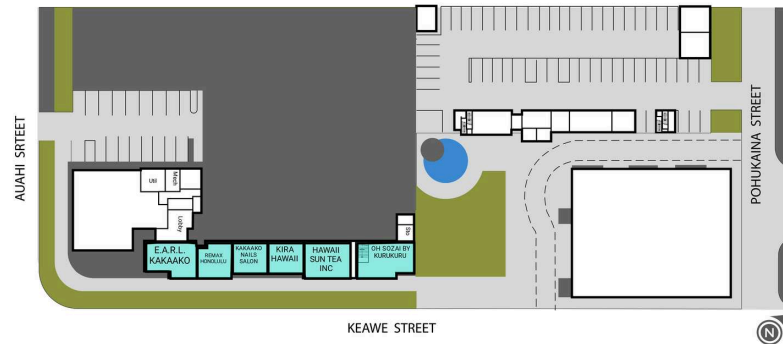 AUAHI SRTEET
Util
Mech
Lobby
Sto
E.A.R.L.
KAKAAKO
REMAX
HONOLULU
KAKAAKO
NAILS
SALON
KIRA
HAWAII
HAWAII
SUN TEA
INC
OH SOZAI BY
KURUKURU
POHUKAINA STREET
KEAWE STREET
N